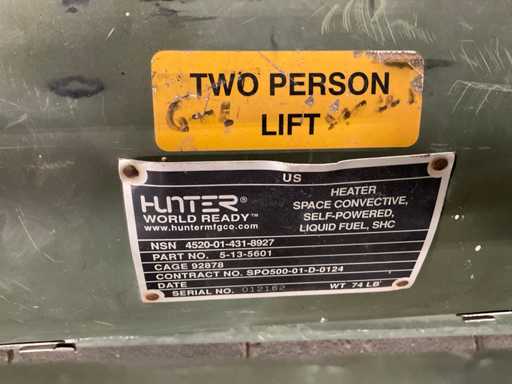 TWO PERSON
LIFT
US
HUNTER
WORLD READY™
www.huntermfgco.com
HEATER
SPACE CONVECTIVE,
SELF-POWERED,
LIQUID FUEL, SHC
NSN 4520-01-431-8927
PART NO. 5-13-5601
CAGE 92878
CONTRACT NO. SPO500-01-D-0124
DATE WT 74 LB
SERIAL NO. 012162